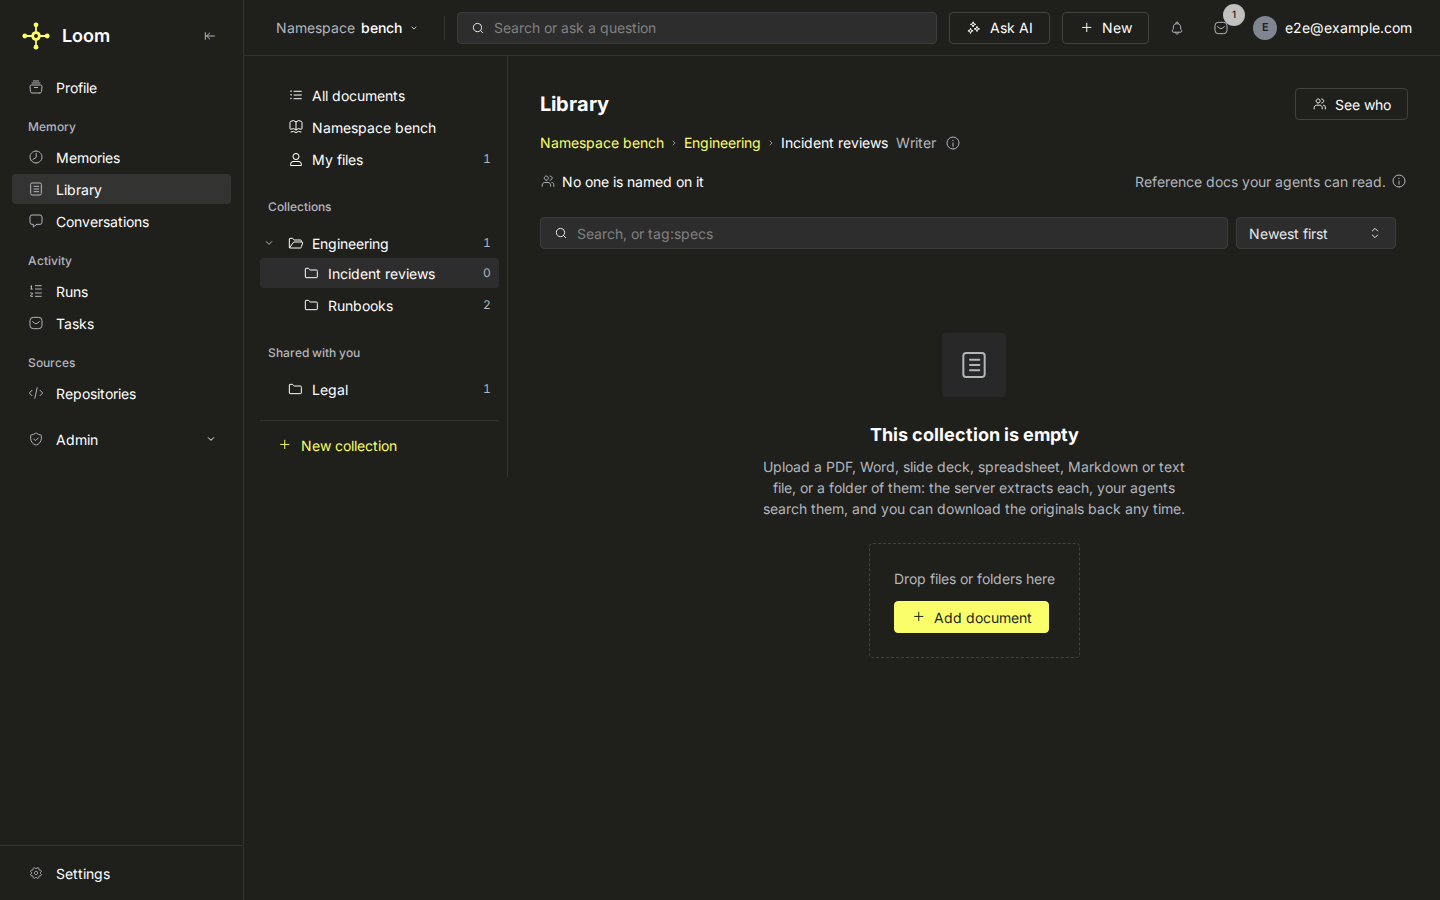 Loom
Profile
Memory
Memories
Library
Conversations
Activity
Runs
Tasks
Sources
Repositories
Admin
Settings
Namespace bench
Search or ask a question
Ask AI
New
1
E
e2e@example.com
All documents
Namespace bench
My files 1
Collections
Engineering 1
Incident reviews 0
Runbooks 2
Shared with you
Legal 1
New collection
Library
See who
Namespace bench › Engineering › Incident reviews Writer
No one is named on it
Reference docs your agents can read.
Search, or tag:specs
Newest first
This collection is empty
Upload a PDF, Word, slide deck, spreadsheet, Markdown or text
file, or a folder of them: the server extracts each, your agents
search them, and you can download the originals back any time.
Drop files or folders here
Add document